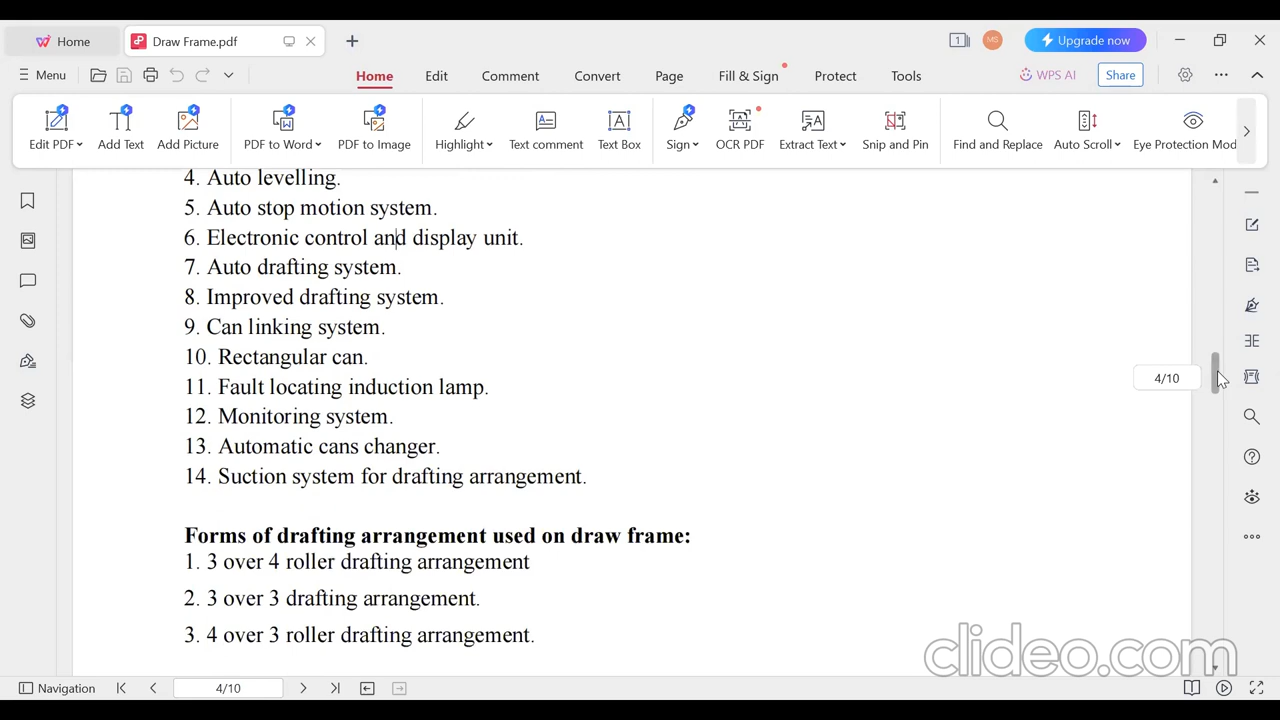 Home
Draw Frame.pdf
1
MS
Upgrade now
Menu
Home
Edit
Comment
Convert
Page
Fill & Sign
Protect
Tools
WPS AI
Share
Edit PDF
Add Text
Add Picture
PDF to Word
PDF to Image
Highlight
Text comment
Text Box
Sign
OCR PDF
Extract Text
Snip and Pin
Find and Replace
Auto Scroll
Eye Protection Mod
4. Auto levelling.
5. Auto stop motion system.
6. Electronic control and display unit.
7. Auto drafting system.
8. Improved drafting system.
9. Can linking system.
10. Rectangular can.
11. Fault locating induction lamp.
12. Monitoring system.
13. Automatic cans changer.
14. Suction system for drafting arrangement.
Forms of drafting arrangement used on draw frame:
1. 3 over 4 roller drafting arrangement
2. 3 over 3 drafting arrangement.
3. 4 over 3 roller drafting arrangement.
4/10
clideo.com
Navigation
4/10